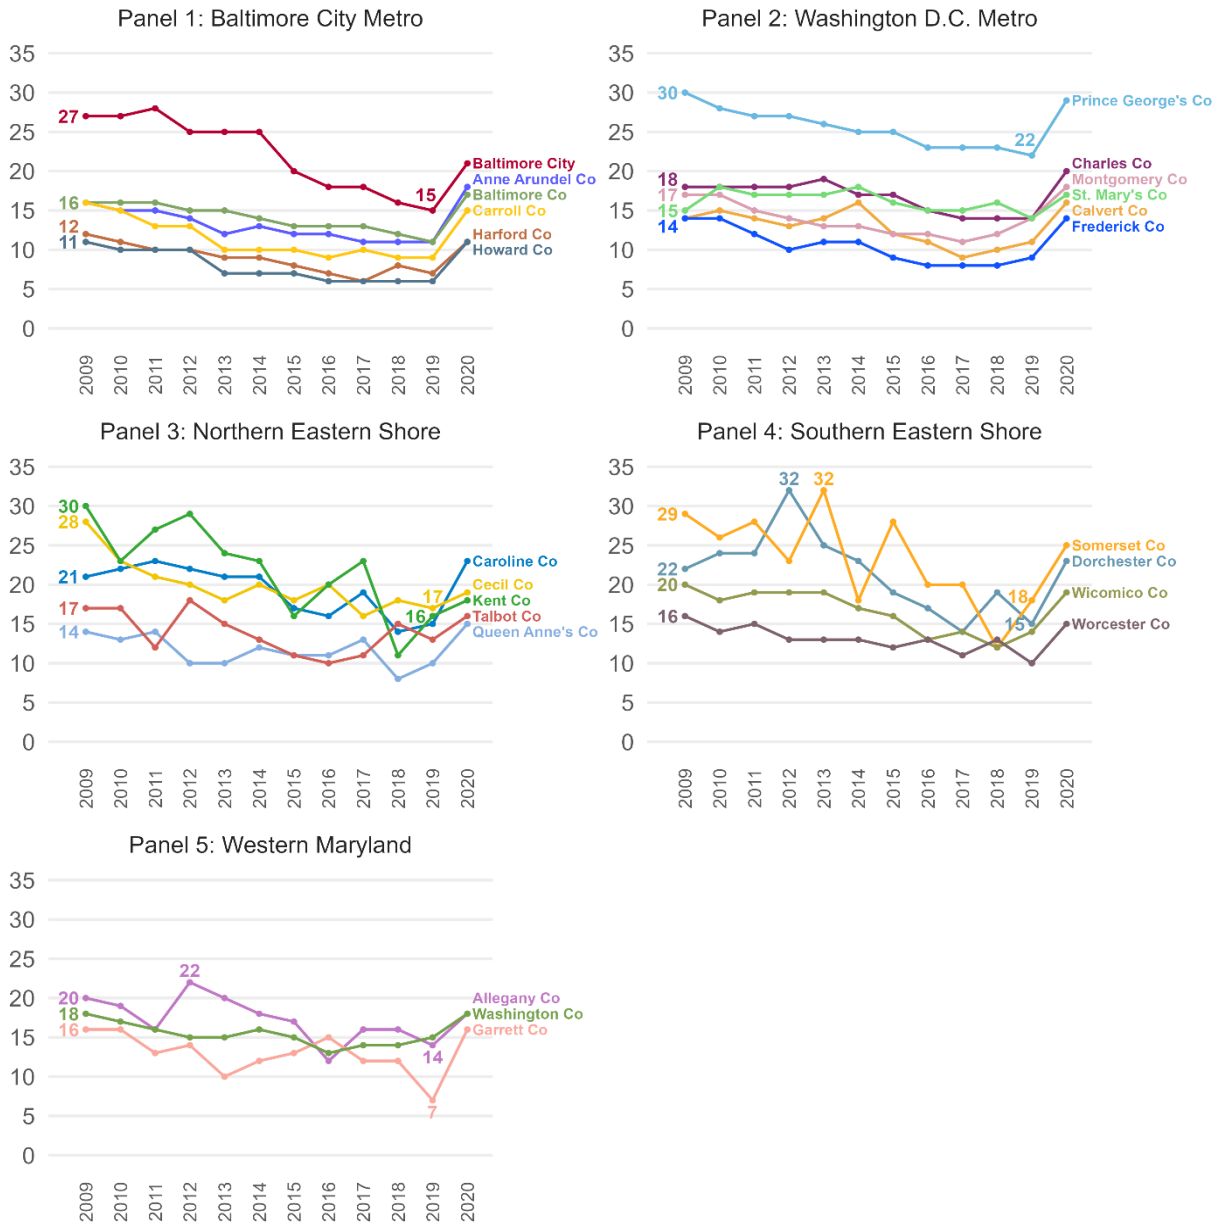 Panel 1: Baltimore City Metro
35
30
25
20
15
10
5
0
27
16
12
11
15
Baltimore City
Anne Arundel Co
Baltimore Co
Carroll Co
Harford Co
Howard Co
2009 2010 2011 2012 2013 2014 2015 2016 2017 2018 2019 2020
Panel 2: Washington D.C. Metro
35
30
25
20
15
10
5
0
30
18
17
15
14
22
Prince George's Co
Charles Co
Montgomery Co
St. Mary's Co
Calvert Co
Frederick Co
2009 2010 2011 2012 2013 2014 2015 2016 2017 2018 2019 2020
Panel 3: Northern Eastern Shore
35
30
25
20
15
10
5
0
30
28
21
17
14
17
16
Caroline Co
Cecil Co
Kent Co
Talbot Co
Queen Anne's Co
2009 2010 2011 2012 2013 2014 2015 2016 2017 2018 2019 2020
Panel 4: Southern Eastern Shore
35
30
25
20
15
10
5
0
29
22
20
16
32
32
18
15
Somerset Co
Dorchester Co
Wicomico Co
Worcester Co
2009 2010 2011 2012 2013 2014 2015 2016 2017 2018 2019 2020
Panel 5: Western Maryland
35
30
25
20
15
10
5
0
20
18
16
22
14
7
Allegany Co
Washington Co
Garrett Co
2009 2010 2011 2012 2013 2014 2015 2016 2017 2018 2019 2020